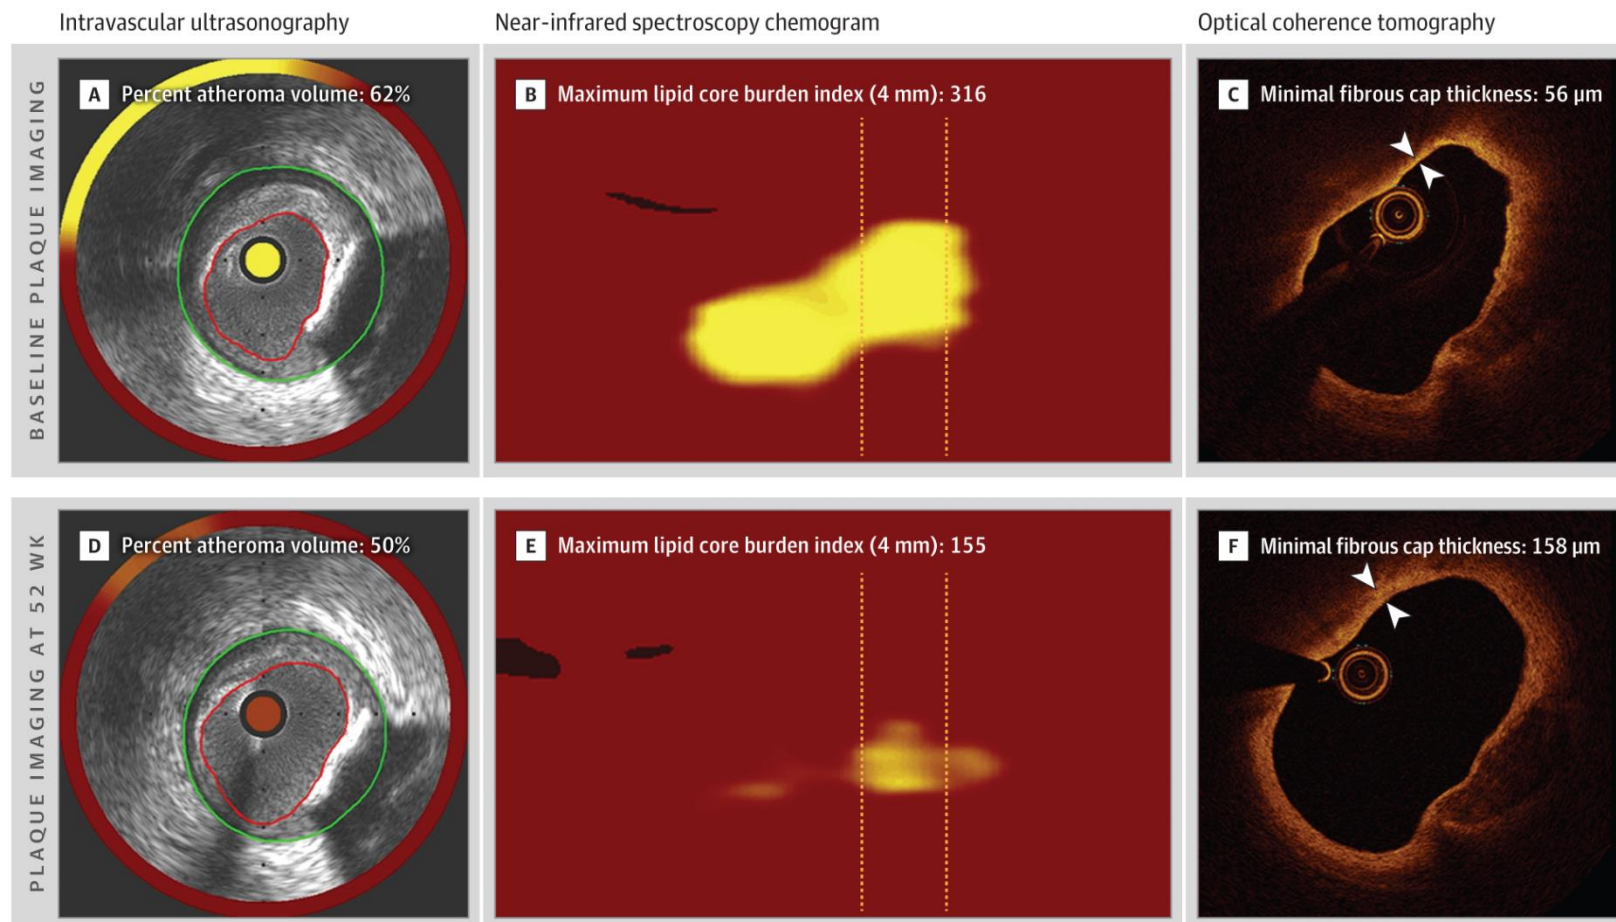 Intravascular ultrasonography
Near-infrared spectroscopy chemogram
Optical coherence tomography
BASELINE PLAQUE IMAGING
A Percent atheroma volume: 62%
B Maximum lipid core burden index (4 mm): 316
C Minimal fibrous cap thickness: 56 μm
PLAQUE IMAGING AT 52 WK
D Percent atheroma volume: 50%
E Maximum lipid core burden index (4 mm): 155
F Minimal fibrous cap thickness: 158 μm